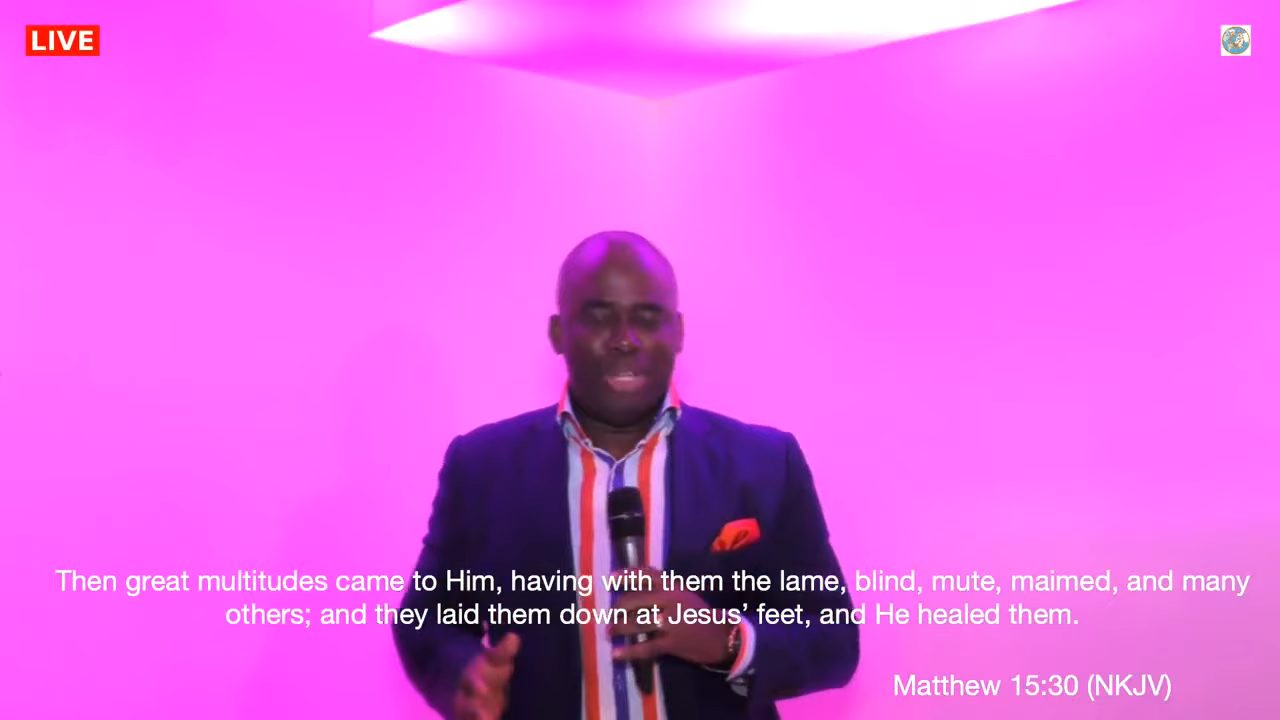 LIVE
Then great multitudes came to Him, having with them the lame, blind, mute, maimed, and many
others; and they laid them down at Jesus’ feet, and He healed them.
Matthew 15:30 (NKJV)